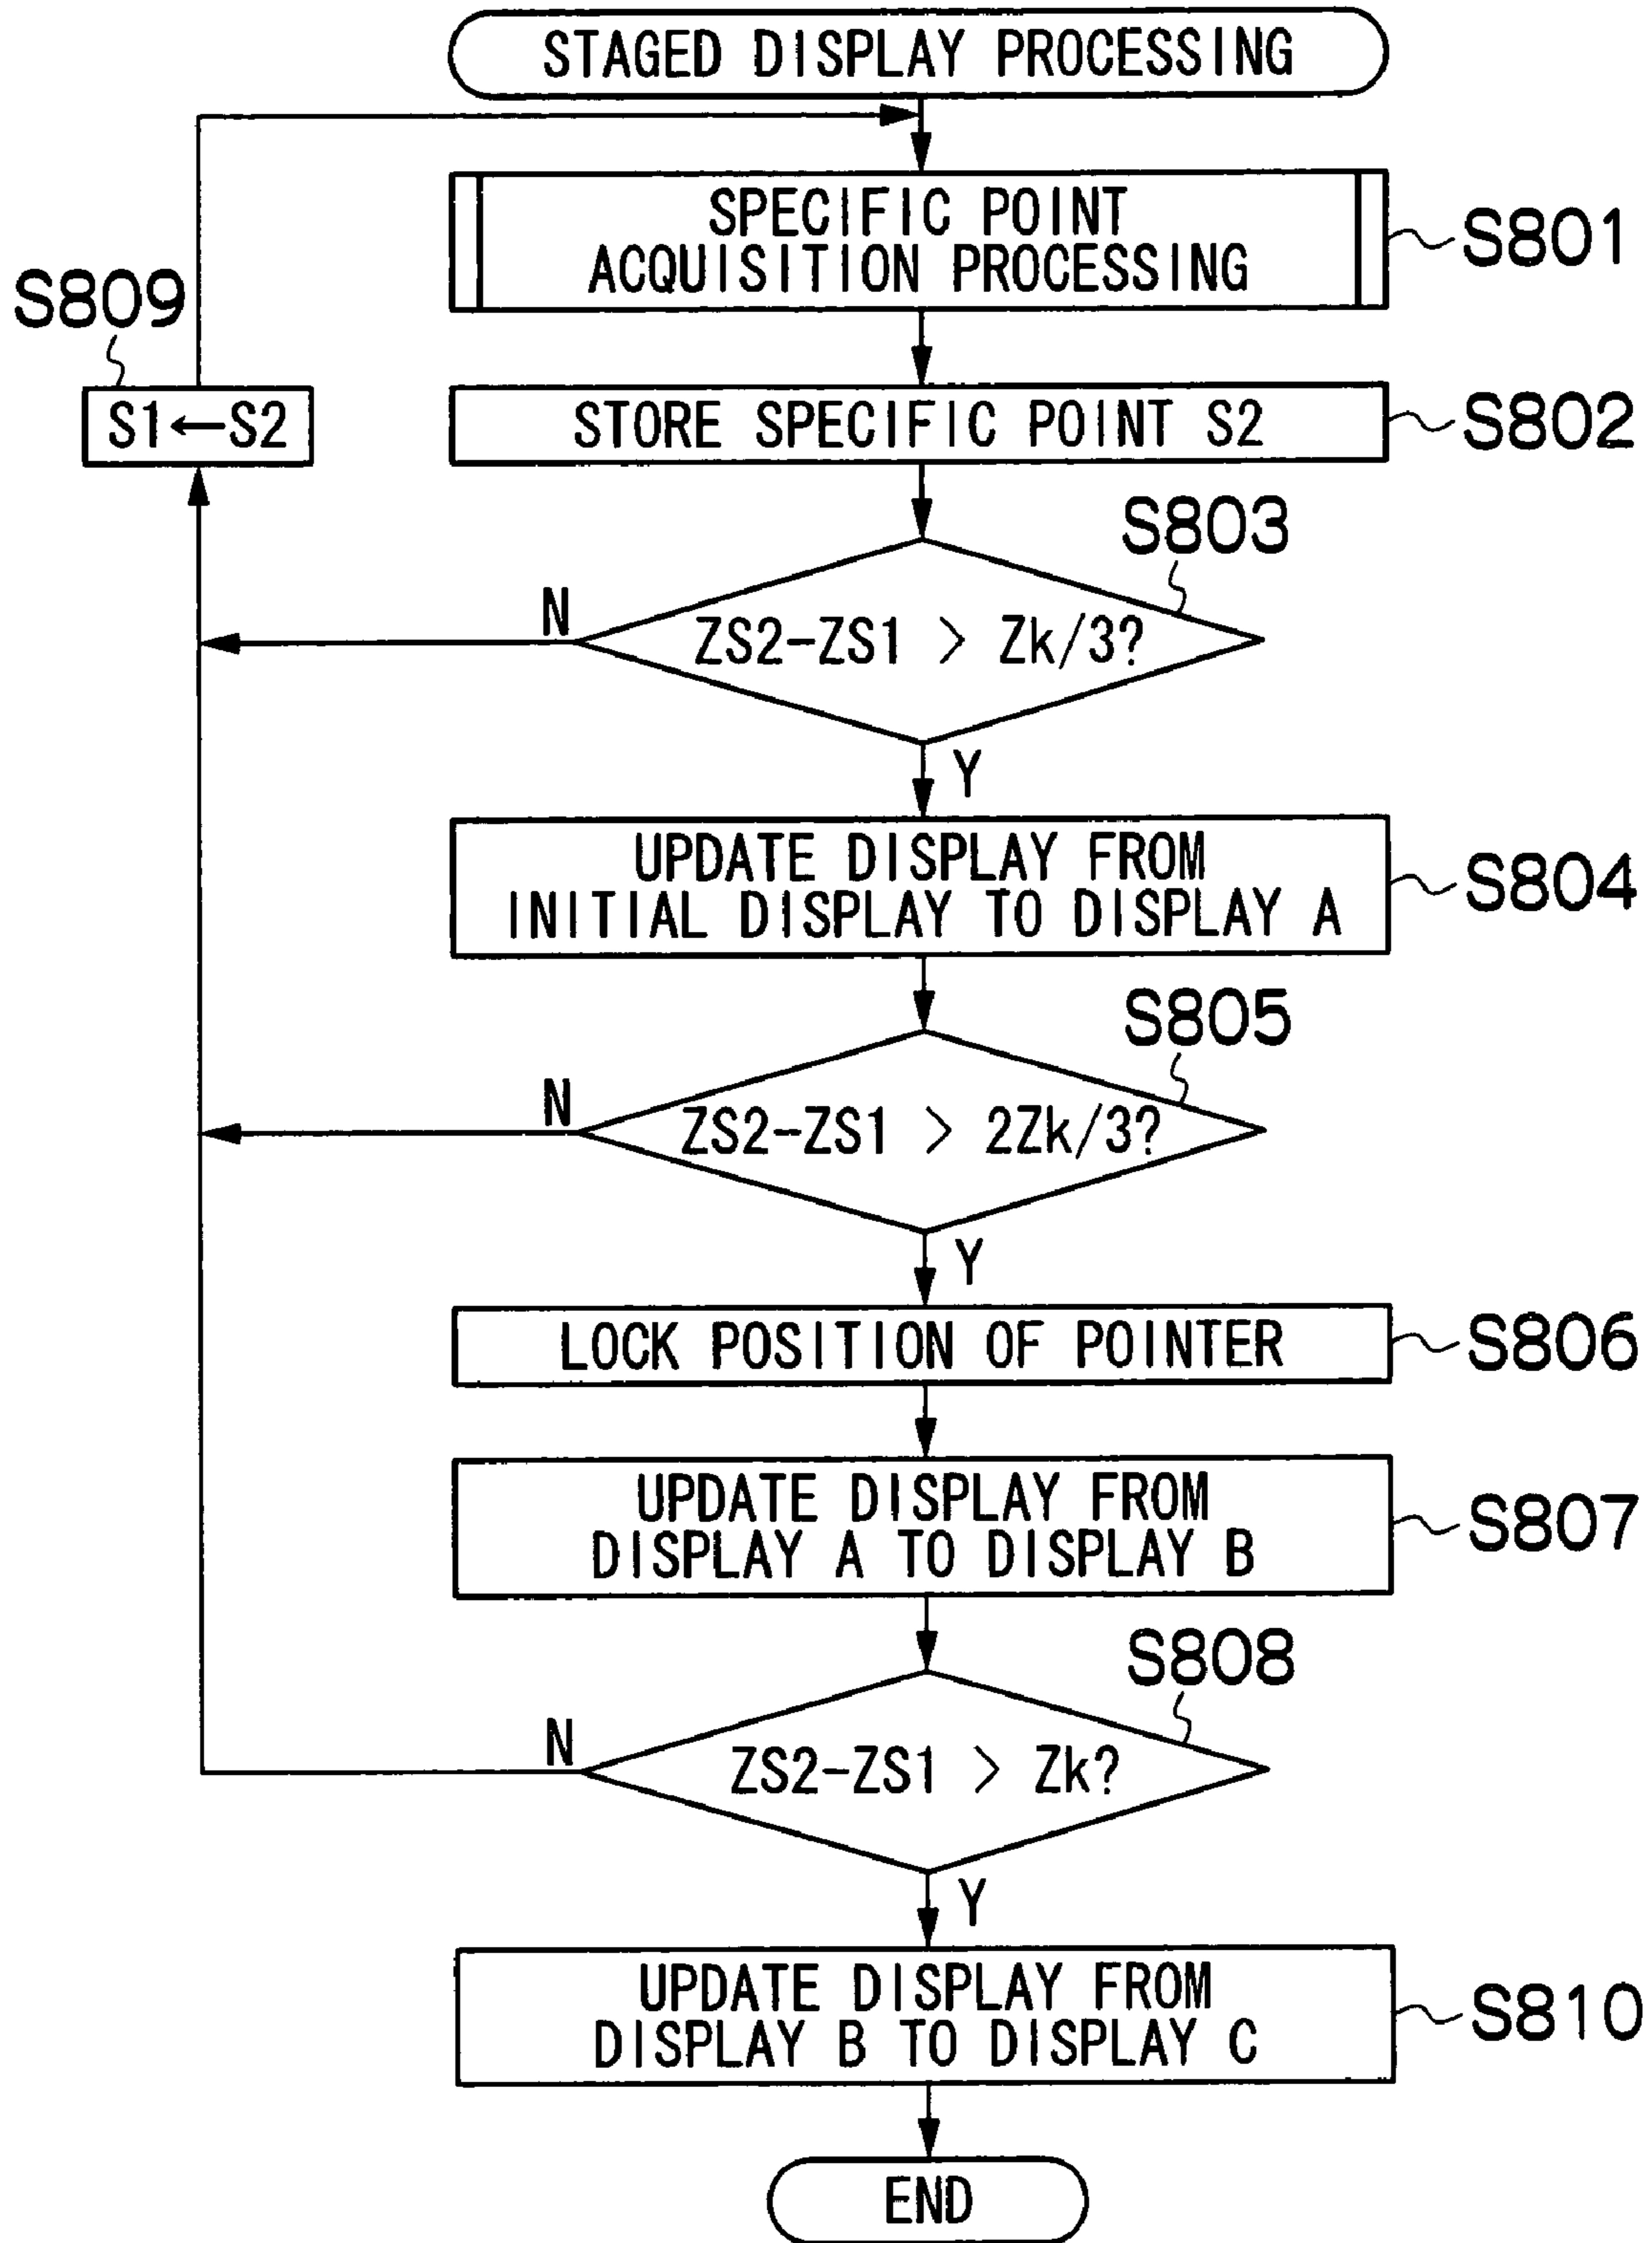 STAGED DISPLAY PROCESSING
SPECIFIC POINT
ACQUISITION PROCESSING
S801
S809
S1←S2
STORE SPECIFIC POINT S2
S802
S803
N
ZS2-ZS1 > Zk/3?
Y
UPDATE DISPLAY FROM
INITIAL DISPLAY TO DISPLAY A
S804
S805
N
ZS2-ZS1 > 2Zk/3?
Y
LOCK POSITION OF POINTER
S806
UPDATE DISPLAY FROM
DISPLAY A TO DISPLAY B
S807
S808
N
ZS2-ZS1 > Zk?
Y
UPDATE DISPLAY FROM
DISPLAY B TO DISPLAY C
S810
END